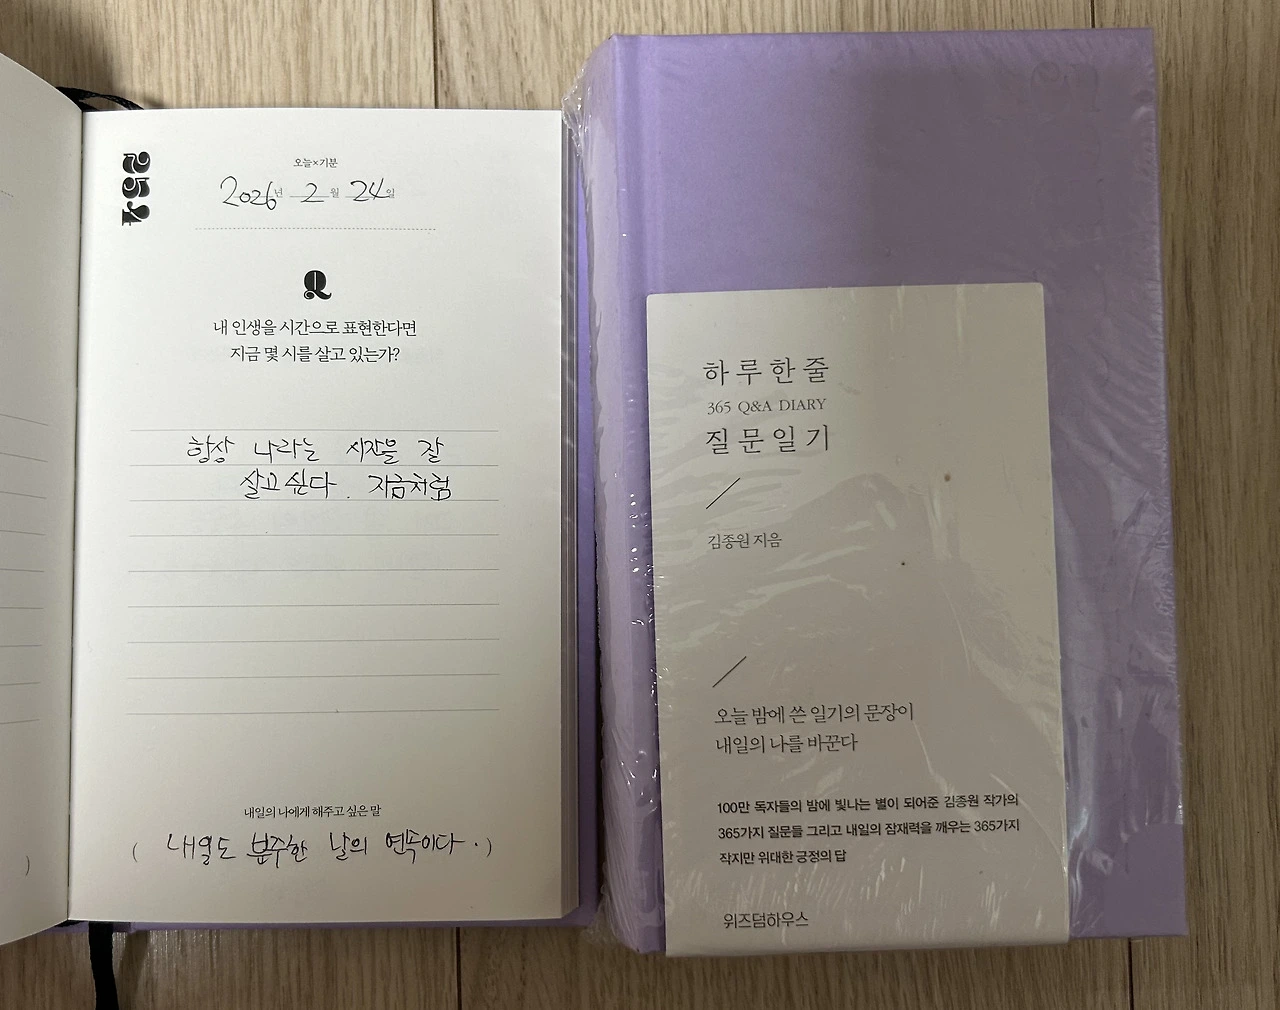 254
오늘×기분
2026년 2월 24일
Q
내 인생을 시간으로 표현한다면
지금 몇 시를 살고 있는가?
항상 나라는 시간을 잘
살고 싶다. 지금처럼
내일의 나에게 해주고 싶은 말
( 내일도 분주한 날의 연속이다. )
)
하루한줄
365 Q&A DIARY
질문일기
김종원 지음
오늘 밤에 쓴 일기의 문장이
내일의 나를 바꾼다
100만 독자들의 밤에 빛나는 별이 되어준 김종원 작가의
365가지 질문들 그리고 내일의 잠재력을 깨우는 365가지
작지만 위대한 긍정의 답
위즈덤하우스